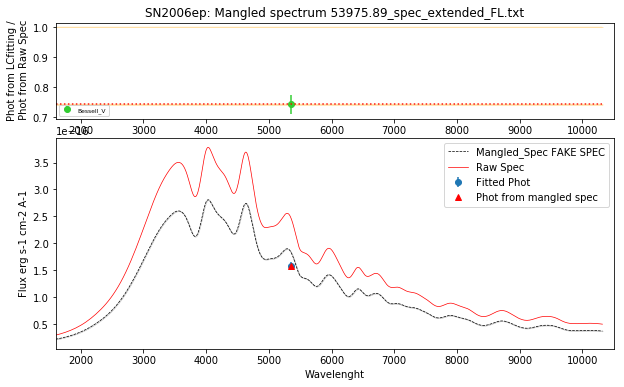 SN2006ep: Mangled spectrum 53975.89_spec_extended_FL.txt
Phot from LCfitting /
Phot from Raw Spec
1.0
0.9
0.8
0.7
Bessell_V
2000 3000 4000 5000 6000 7000 8000 9000 10000
1e−16
Flux erg s-1 cm-2 A-1
3.5
3.0
2.5
2.0
1.5
1.0
0.5
Mangled_Spec FAKE SPEC
Raw Spec
Fitted Phot
Phot from mangled spec
2000 3000 4000 5000 6000 7000 8000 9000 10000
Wavelenght